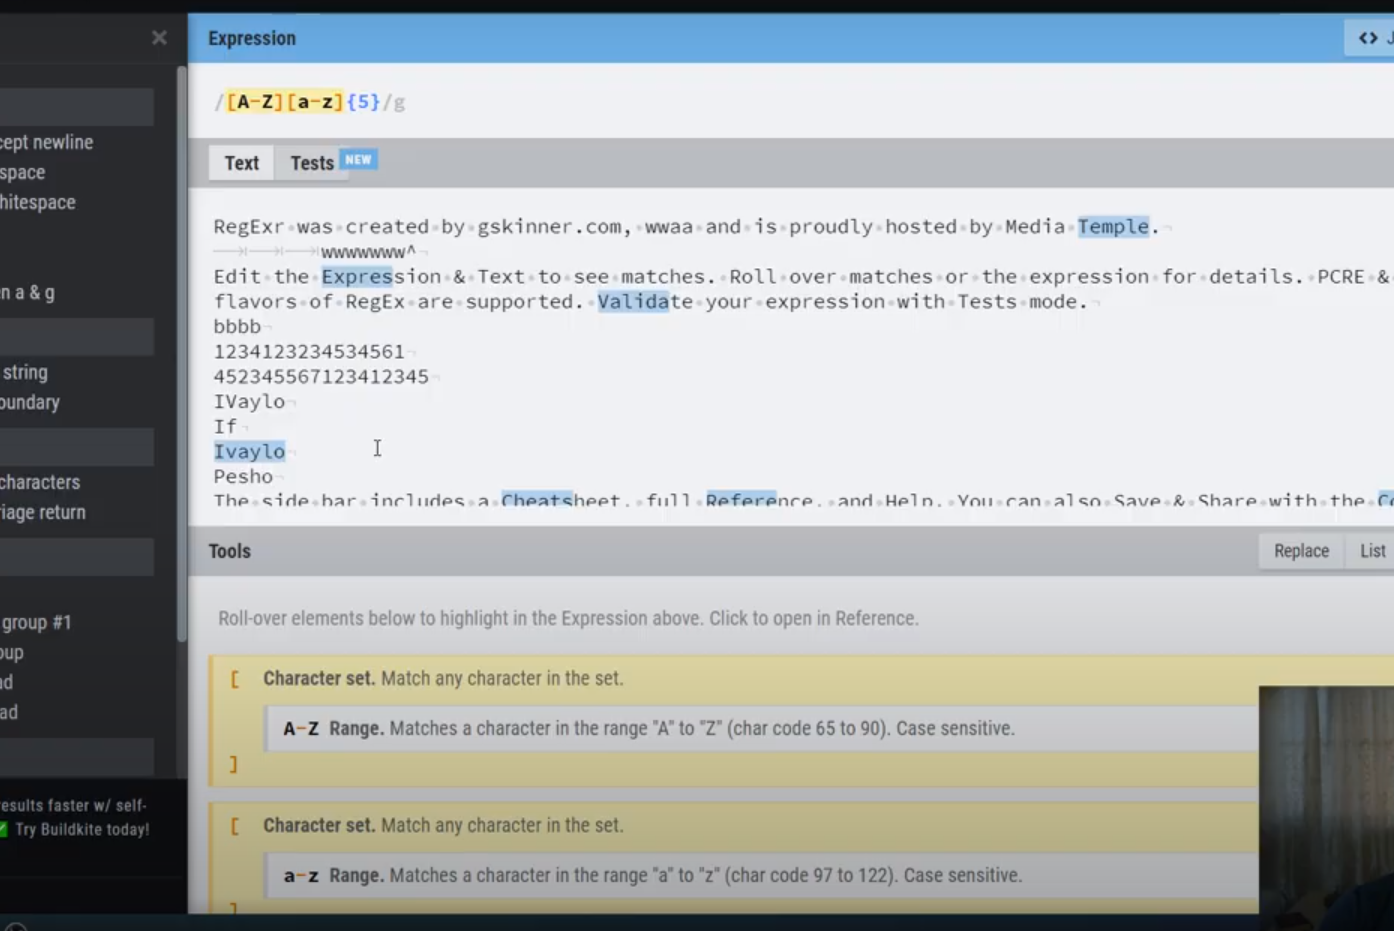 Expression
<> J
/[A-Z][a-z]{5}/g
Text Tests NEW
RegExr was created by gskinner.com, wwaa and is proudly hosted by Media Temple.
wwwwwww^
Edit the Expression & Text to see matches. Roll over matches or the expression for details. PCRE &
flavors of RegEx are supported. Validate your expression with Tests mode.
bbbb
1234123234534561
452345567123412345
IVaylo
If
Ivaylo
Pesho
The side bar includes a Cheatsheet, full Reference, and Help. You can also Save & Share with the Co
Tools
Replace List
Roll-over elements below to highlight in the Expression above. Click to open in Reference.
[ Character set. Match any character in the set.
A-Z Range. Matches a character in the range "A" to "Z" (char code 65 to 90). Case sensitive.
]
[ Character set. Match any character in the set.
a-z Range. Matches a character in the range "a" to "z" (char code 97 to 122). Case sensitive.
]
cept newline
space
hitespace
n a & g
string
oundary
characters
riage return
group #1
oup
ad
ead
esults faster w/ self-
Try Buildkite today!